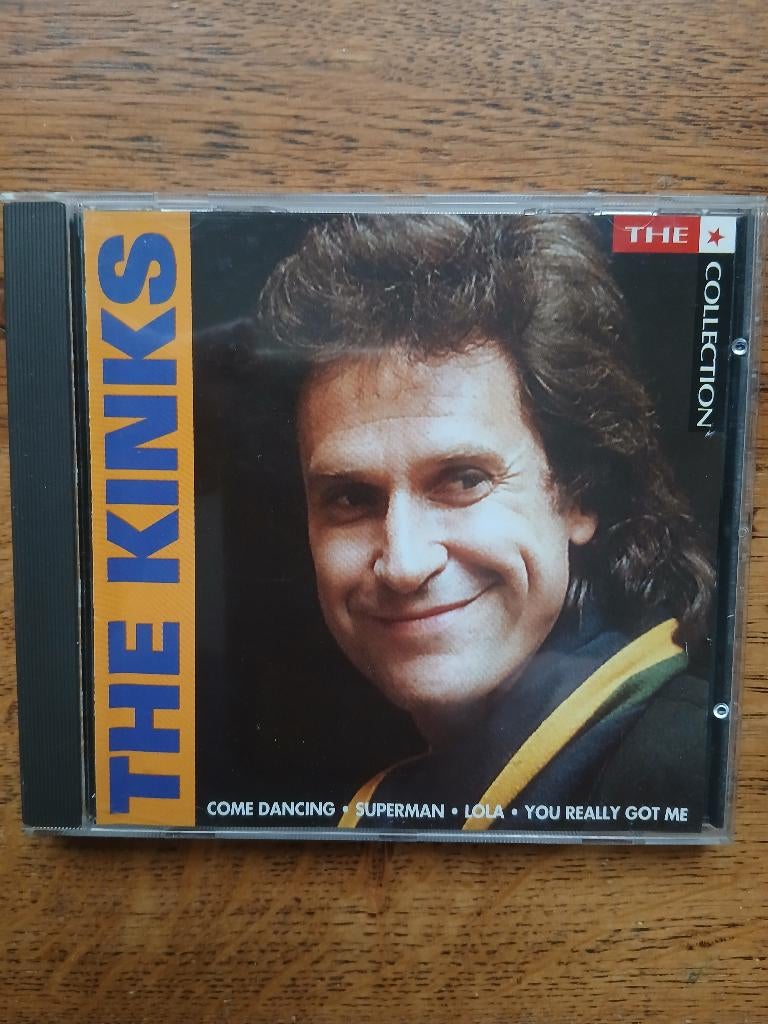 THE KINKS
THE
COLLECTION
COME DANCING • SUPERMAN • LOLA • YOU REALLY GOT ME